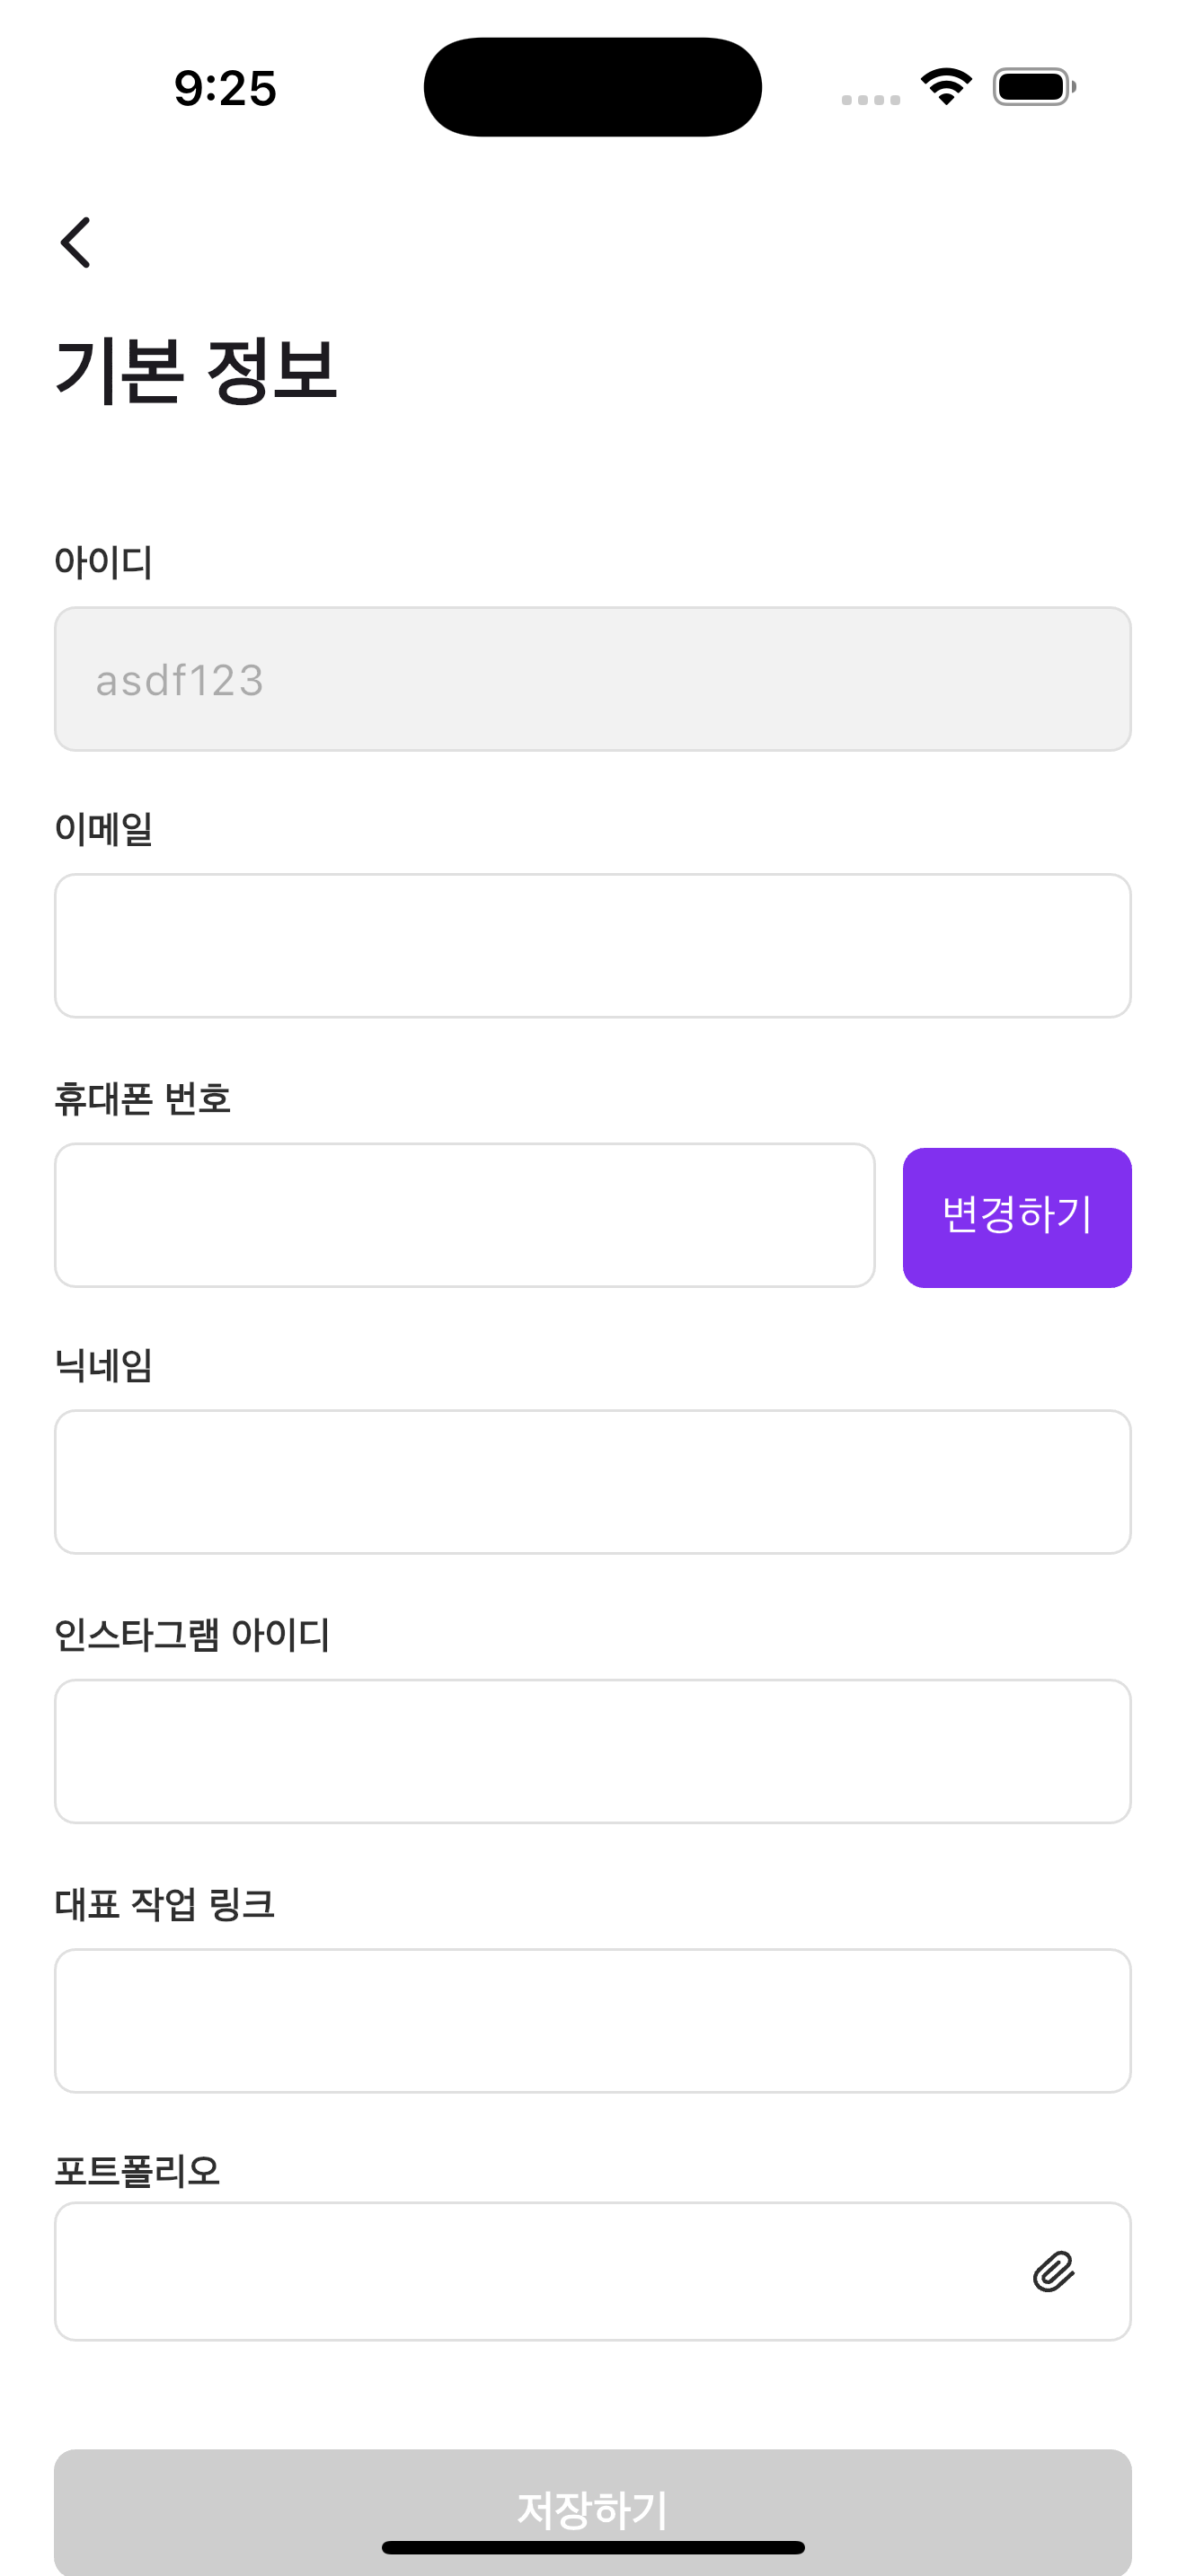 9:25
기본 정보
아이디
asdf123
이메일
휴대폰 번호
변경하기
닉네임
인스타그램 아이디
대표 작업 링크
포트폴리오
저장하기